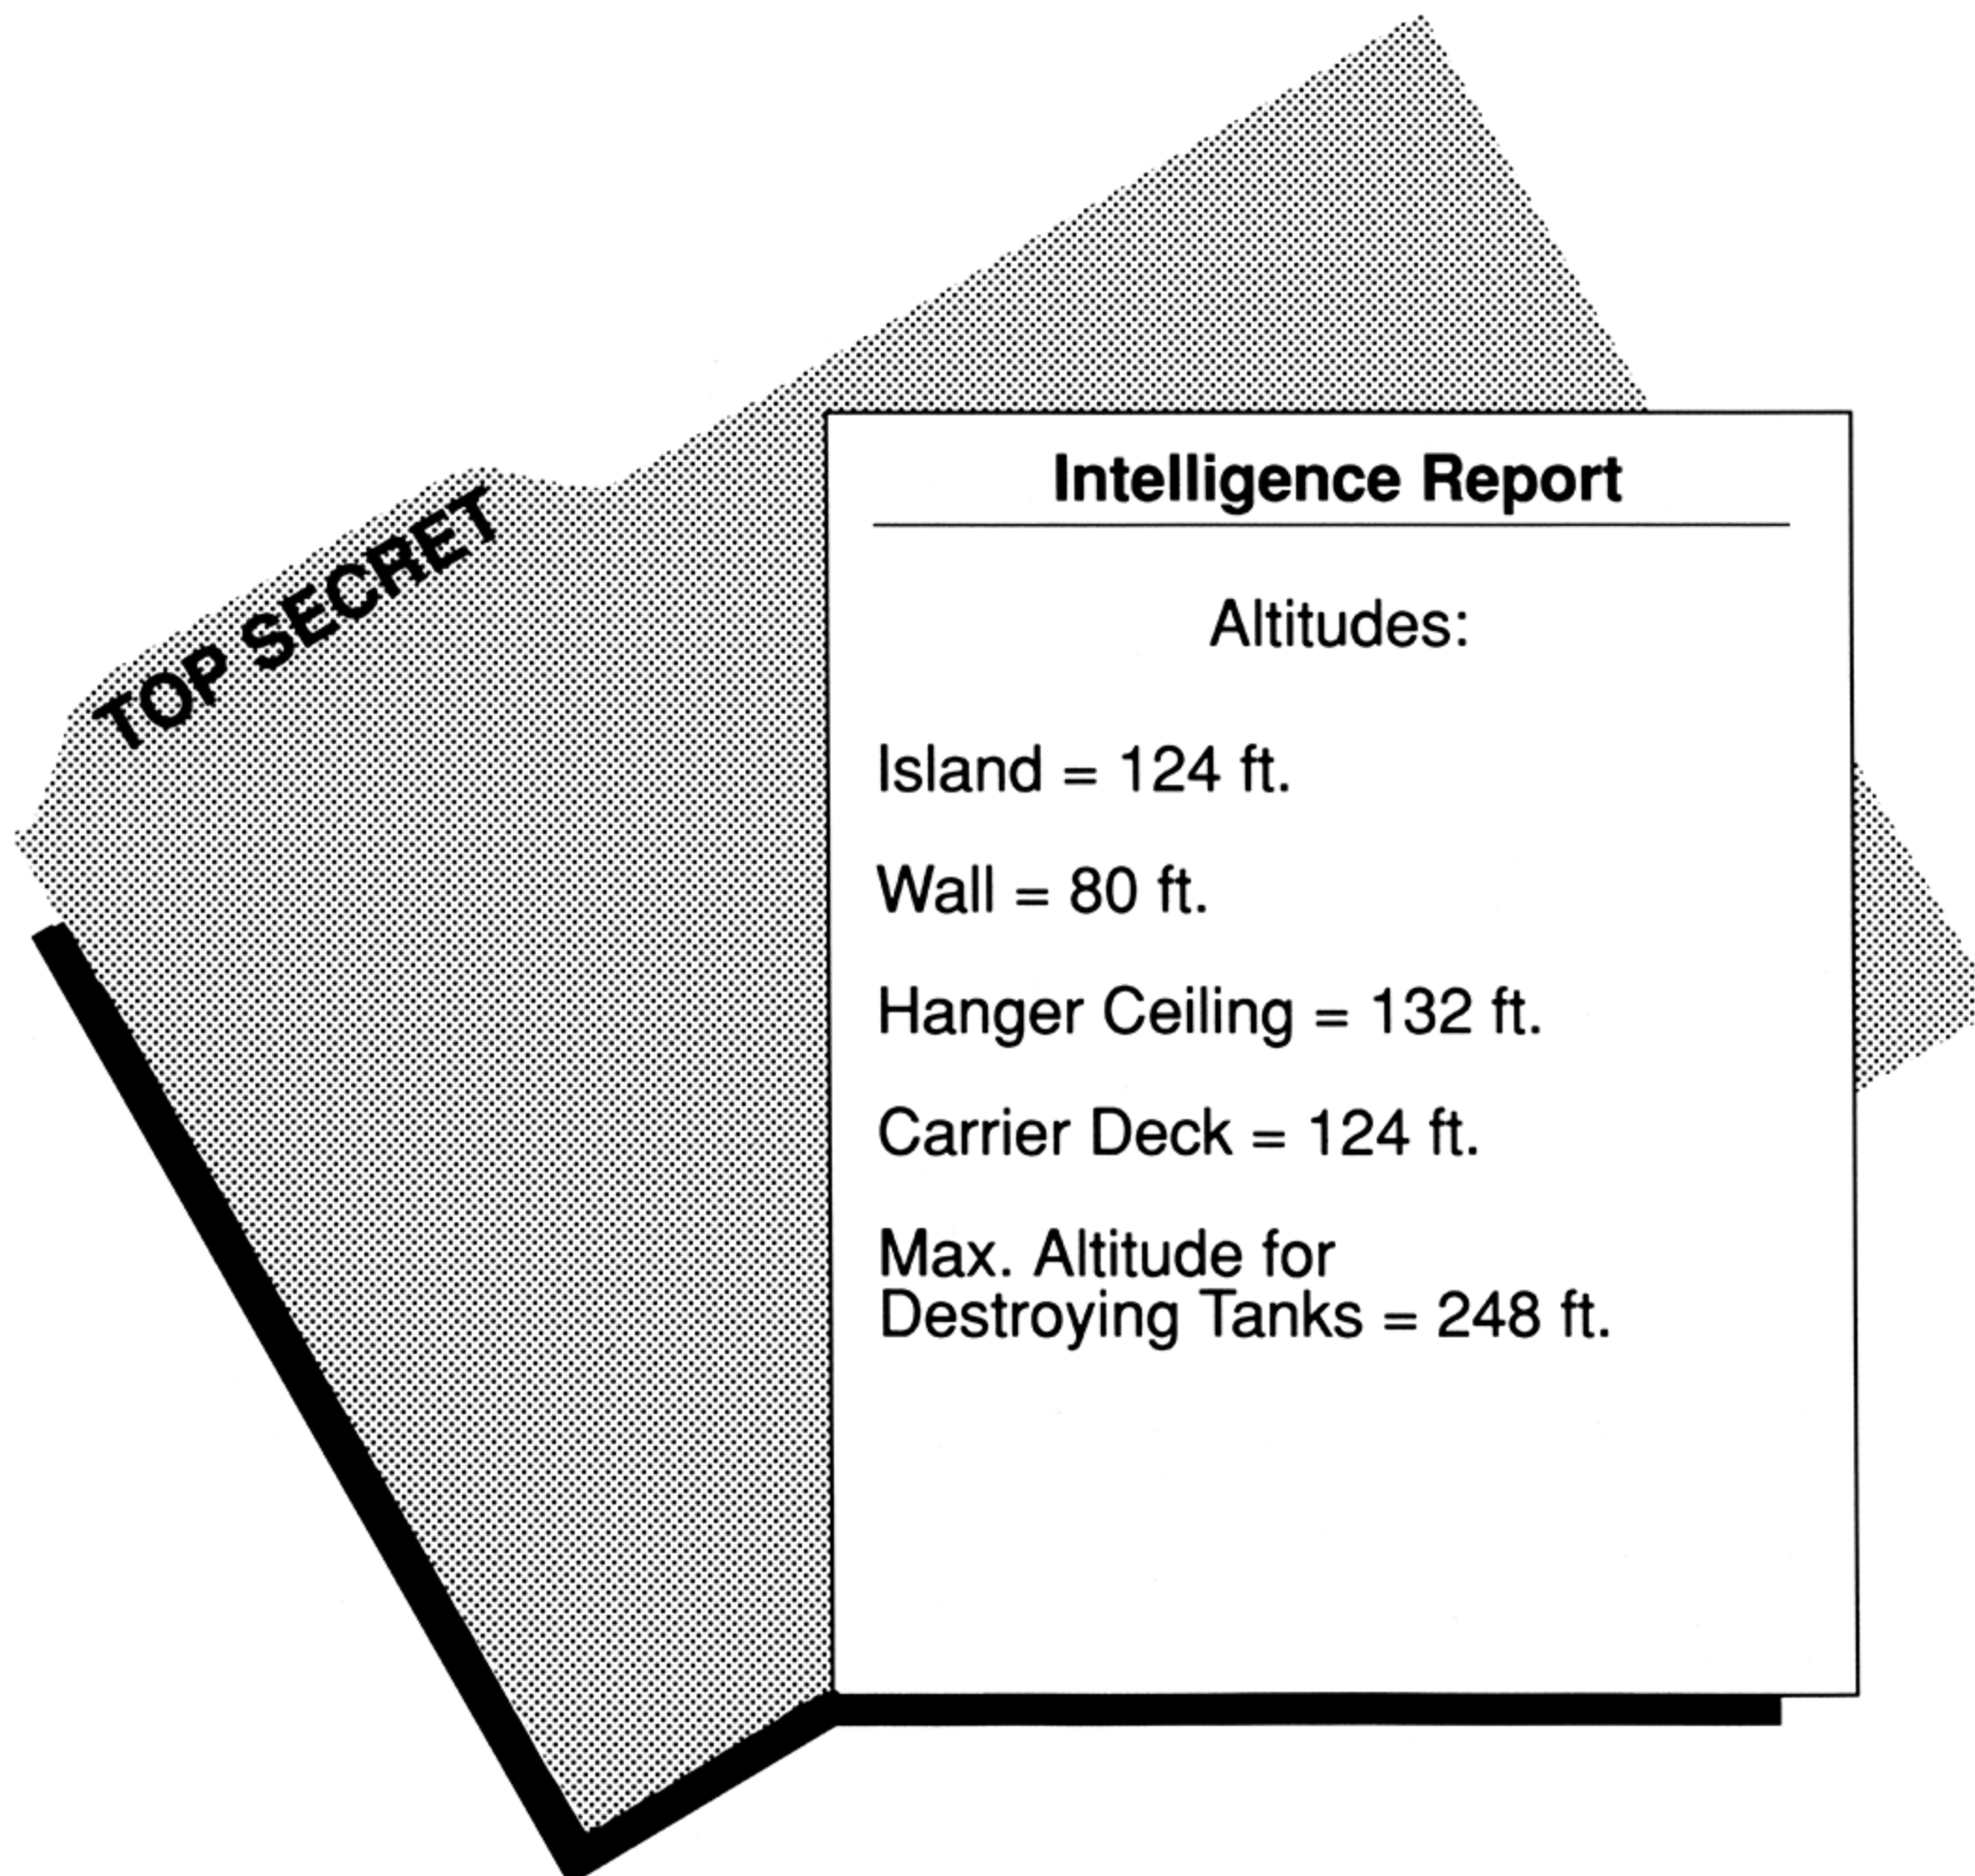 TOP SECRET
Intelligence Report
Altitudes:
Island = 124 ft.
Wall = 80 ft.
Hanger Ceiling = 132 ft.
Carrier Deck = 124 ft.
Max. Altitude for
Destroying Tanks = 248 ft.